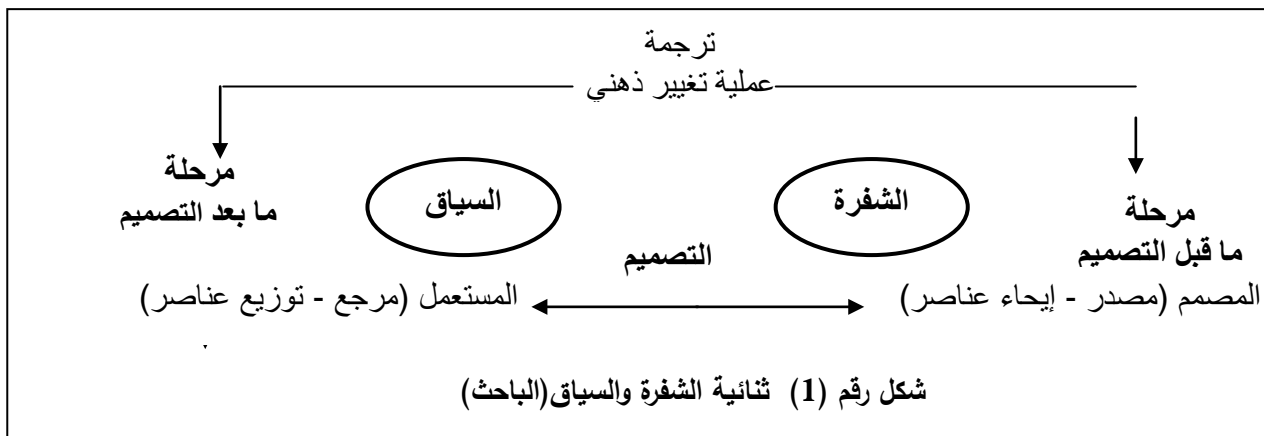 ترجمة
عملية تغيير ذهني
مرحلة
ما قبل التصميم
الشفرة
السياق
مرحلة
ما بعد التصميم
التصميم
المصمم (مصدر - إيحاء عناصر)
المستعمل (مرجع - توزيع عناصر)
شكل رقم (1) ثنائية الشفرة والسياق(الباحث)